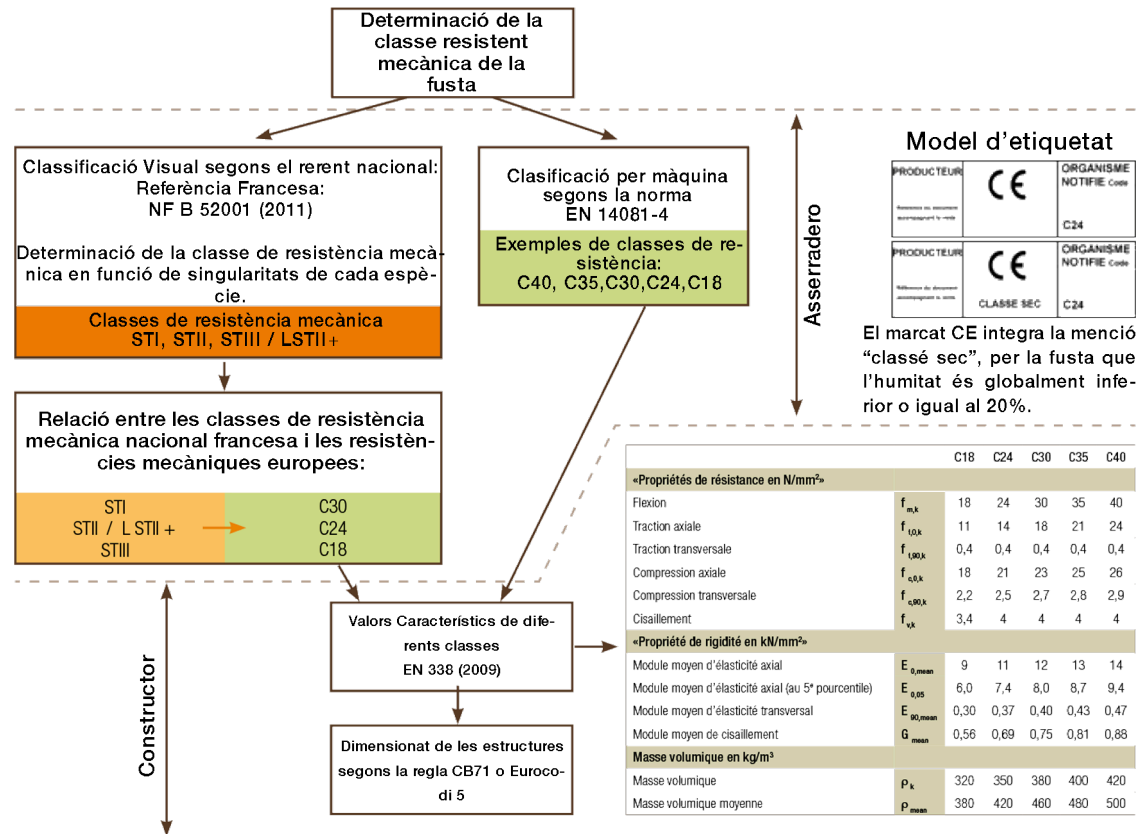 Determinació de la
classe resistent
mecànica de la
fusta
Classificació Visual segons el rerent nacional:
Referència Francesa:
NF B 52001 (2011)
Determinació de la classe de resistència mecà-
nica en funció de singularitats de cada espè-
cie.
Classes de resistència mecànica
STI, STII, STIII / LSTII+
Clasificació per màquina
segons la norma
EN 14081-4
Exemples de classes de re-
sistència:
C40, C35,C30,C24,C18
Asserradero
Model d’etiquetat
PRODUCTEUR
CE
ORGANISME
NOTIFIE Code
C24
PRODUCTEUR
CE
CLASSE SEC
ORGANISME
NOTIFIE Code
C24
El marcat CE integra la menció
“classé sec”, per la fusta que
l’humitat és globalment infe-
rior o igual al 20%.
Relació entre les classes de resistència
mecànica nacional francesa i les resistèn-
cies mecàniques europees:
STI C30
STII / L STII + C24
STIII C18
Constructor
Valors Característics de dife-
rents classes
EN 338 (2009)
Dimensionat de les estructures
segons la regla CB71 o Euroco-
di 5
C18 C24 C30 C35 C40
«Propriétés de résistance en N/mm²»
Flexion f m,k 18 24 30 35 40
Traction axiale f t,0,k 11 14 18 21 24
Traction transversale f t,90,k 0,4 0,4 0,4 0,4 0,4
Compression axiale f c,0,k 18 21 23 25 26
Compression transversale f c,90,k 2,2 2,5 2,7 2,8 2,9
Cisaillement f v,k 3,4 4 4 4 4
«Propriété de rigidité en kN/mm²»
Module moyen d’élasticité axial E 0,mean 9 11 12 13 14
Module moyen d’élasticité axial (au 5e pourcentile) E 0,05 6,0 7,4 8,0 8,7 9,4
Module moyen d’élasticité transversal E 90,mean 0,30 0,37 0,40 0,43 0,47
Module moyen de cisaillement G mean 0,56 0,69 0,75 0,81 0,88
Masse volumique en kg/m³
Masse volumique ρ k 320 350 380 400 420
Masse volumique moyenne ρ mean 380 420 460 480 500